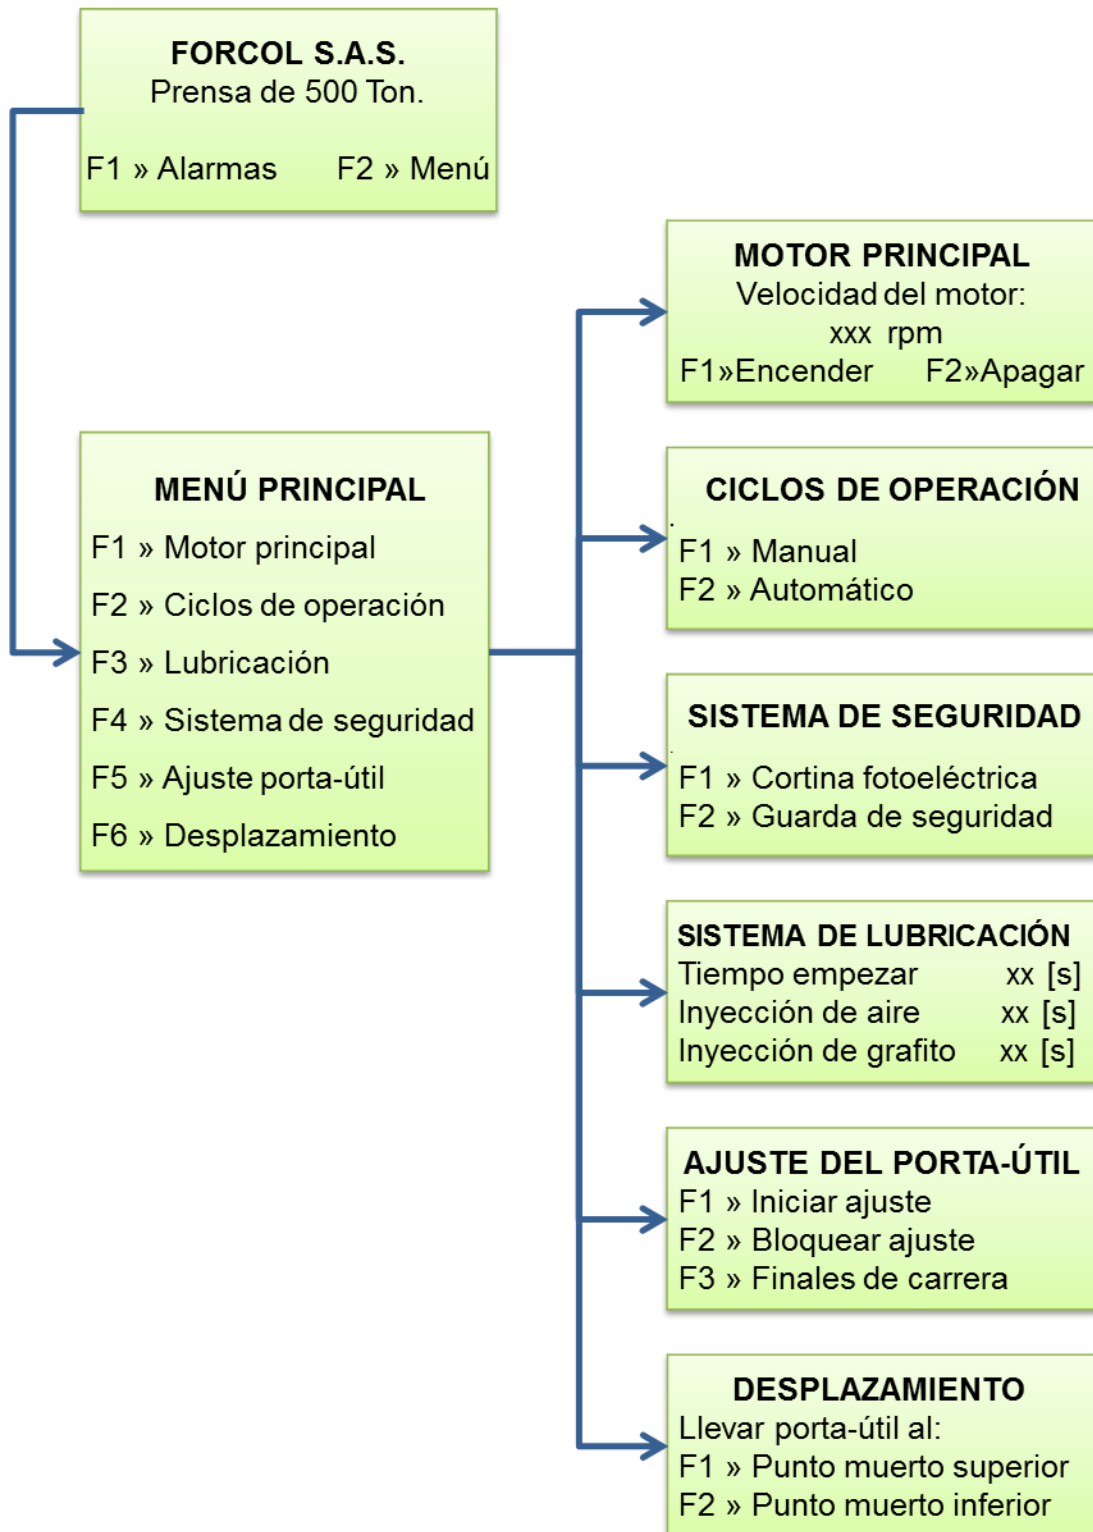 FORCOL S.A.S.
Prensa de 500 Ton.
F1 » Alarmas F2 » Menú
MENÚ PRINCIPAL
F1 » Motor principal
F2 » Ciclos de operación
F3 » Lubricación
F4 » Sistema de seguridad
F5 » Ajuste porta-útil
F6 » Desplazamiento
MOTOR PRINCIPAL
Velocidad del motor:
xxx rpm
F1»Encender F2»Apagar
CICLOS DE OPERACIÓN
F1 » Manual
F2 » Automático
SISTEMA DE SEGURIDAD
F1 » Cortina fotoeléctrica
F2 » Guarda de seguridad
SISTEMA DE LUBRICACIÓN
Tiempo empezar xx [s]
Inyección de aire xx [s]
Inyección de grafito xx [s]
AJUSTE DEL PORTA-ÚTIL
F1 » Iniciar ajuste
F2 » Bloquear ajuste
F3 » Finales de carrera
DESPLAZAMIENTO
Llevar porta-útil al:
F1 » Punto muerto superior
F2 » Punto muerto inferior